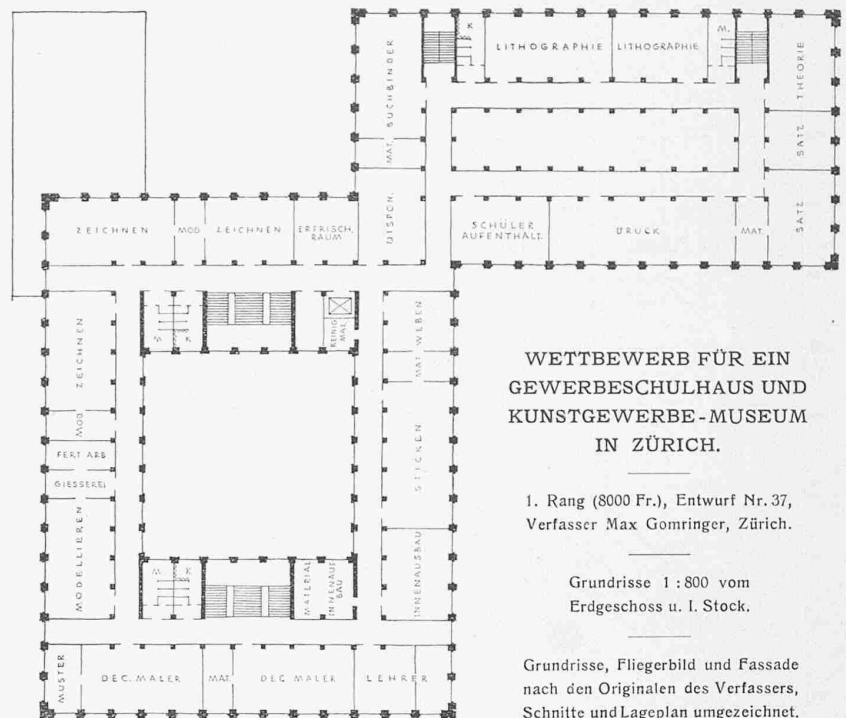 K
M.
LITHOGRAPHIE
LITHOGRAPHIE
BUCHBINDER
THEORIE
SATZ
MAT.
DISPON.
SCHÜLER
AUFENTHALT.
DRUCK
MAT.
SATZ
ZEICHNEN
MOD
ZEICHNEN
ERFRISCH.
RAUM
M
K
REINIG
MAT.
WEBEN
MAT
ZEICHNEN
MOD
FERT ARB
GIESSEREI
STICKEN
MODELLIEREN
INNENAUSBAU
M
K
MATERIAL
INNENAUS
BAU
MUSTER
DEC. MALER
MAT.
DEC MALER
LEHRER
WETTBEWERB FÜR EIN
GEWERBESCHULHAUS UND
KUNSTGEWERBE-MUSEUM
IN ZÜRICH.
1. Rang (8000 Fr.), Entwurf Nr. 37,
Verfasser Max Gomringer, Zürich.
Grundrisse 1 : 800 vom
Erdgeschoss u. I. Stock.
Grundrisse, Fliegerbild und Fassade
nach den Originalen des Verfassers,
Schnitte und Lageplan umgezeichnet.